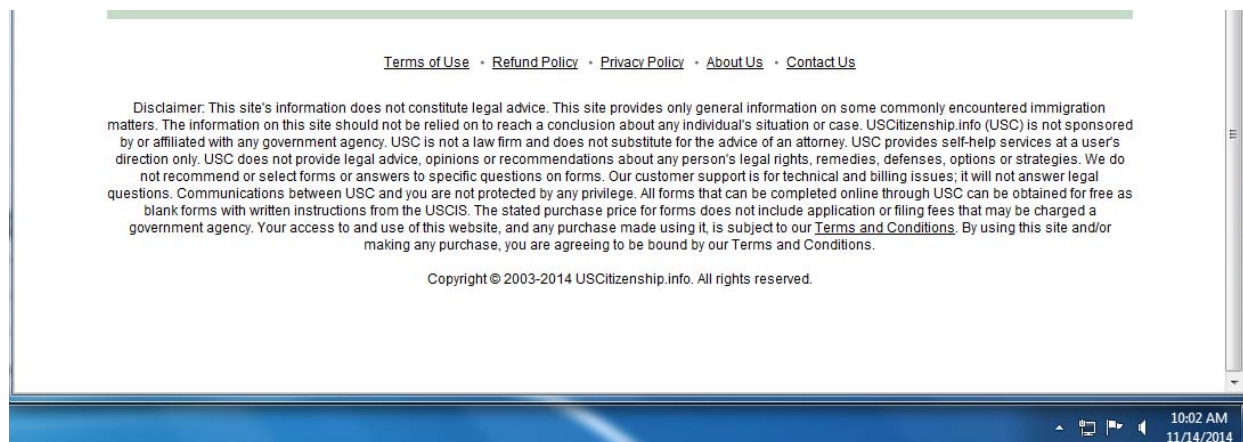 Terms of Use • Refund Policy • Privacy Policy • About Us • Contact Us
Disclaimer: This site's information does not constitute legal advice. This site provides only general information on some commonly encountered immigration
matters. The information on this site should not be relied on to reach a conclusion about any individual's situation or case. USCitizenship.info (USC) is not sponsored
by or affiliated with any government agency. USC is not a law firm and does not substitute for the advice of an attorney. USC provides self-help services at a user's
direction only. USC does not provide legal advice, opinions or recommendations about any person's legal rights, remedies, defenses, options or strategies. We do
not recommend or select forms or answers to specific questions on forms. Our customer support is for technical and billing issues; it will not answer legal
questions. Communications between USC and you are not protected by any privilege. All forms that can be completed online through USC can be obtained for free as
blank forms with written instructions from the USCIS. The stated purchase price for forms does not include application or filing fees that may be charged a
government agency. Your access to and use of this website, and any purchase made using it, is subject to our Terms and Conditions. By using this site and/or
making any purchase, you are agreeing to be bound by our Terms and Conditions.
Copyright © 2003-2014 USCitizenship.info. All rights reserved.
10:02 AM
11/14/2014